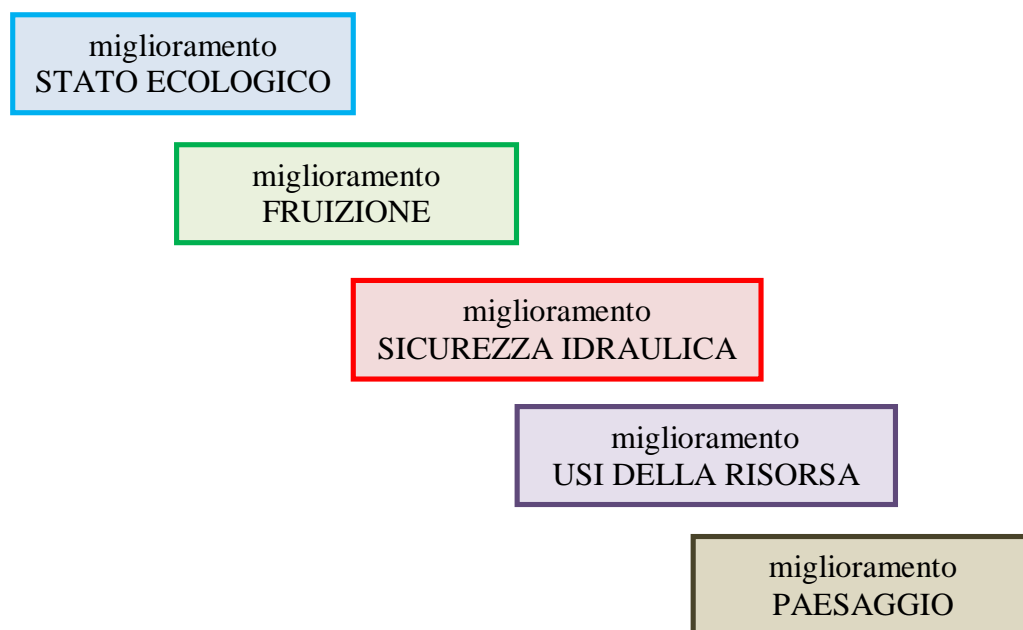 miglioramento
STATO ECOLOGICO
miglioramento
FRUIZIONE
miglioramento
SICUREZZA IDRAULICA
miglioramento
USI DELLA RISORSA
miglioramento
PAESAGGIO